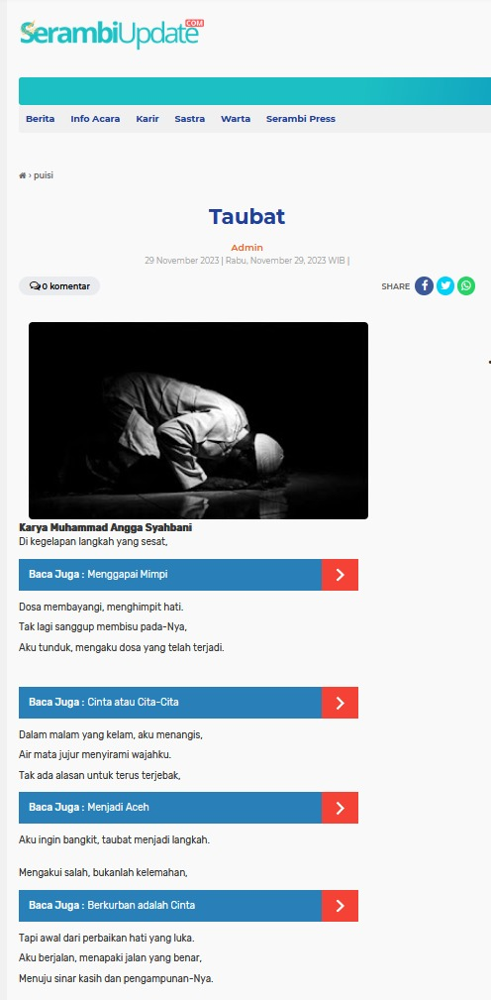 SerambiUpdate COM
Berita Info Acara Karir Sastra Warta Serambi Press
› puisi
Taubat
Admin
29 November 2023 | Rabu, November 29, 2023 WIB |
0 komentar SHARE
Karya Muhammad Angga Syahbani
Di kegelapan langkah yang sesat,
Baca Juga : Menggapai Mimpi
Dosa membayangi, menghimpit hati.
Tak lagi sanggup membisu pada-Nya,
Aku tunduk, mengaku dosa yang telah terjadi.
Baca Juga : Cinta atau Cita-Cita
Dalam malam yang kelam, aku menangis,
Air mata jujur menyirami wajahku.
Tak ada alasan untuk terus terjebak,
Baca Juga : Menjadi Aceh
Aku ingin bangkit, taubat menjadi langkah.
Mengakui salah, bukanlah kelemahan,
Baca Juga : Berkurban adalah Cinta
Tapi awal dari perbaikan hati yang luka.
Aku berjalan, menapaki jalan yang benar,
Menuju sinar kasih dan pengampunan-Nya.